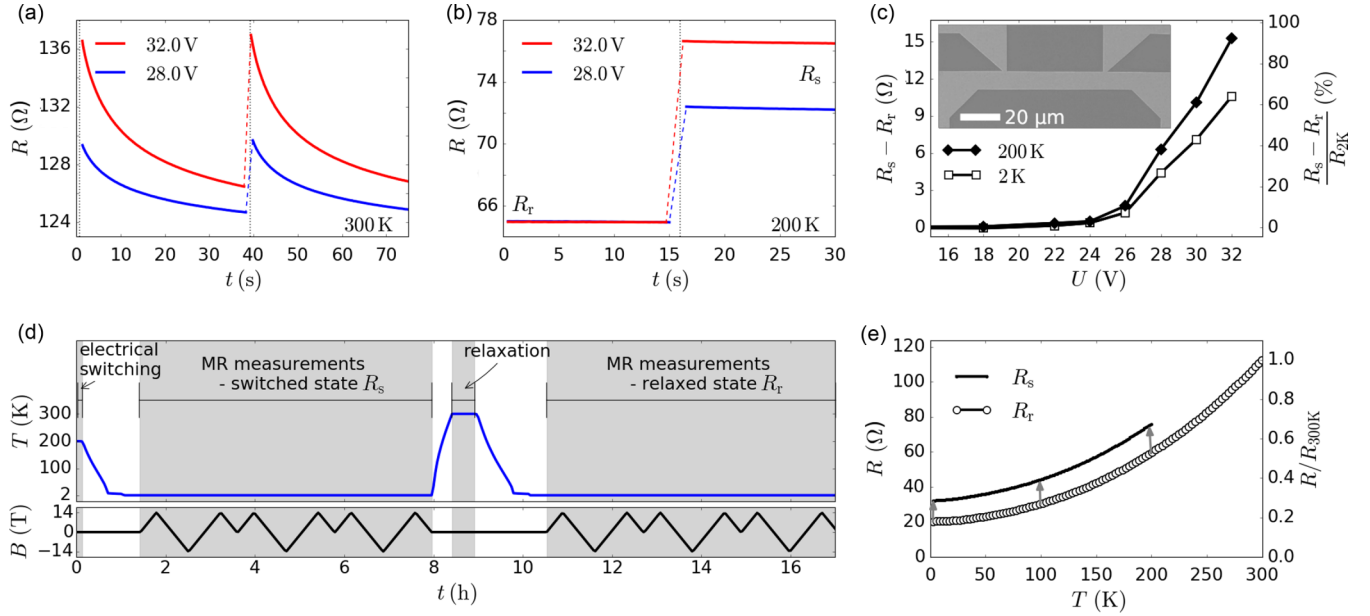 (a)
R (Ω)
136
132
128
124
32.0 V
28.0 V
300 K
0 10 20 30 40 50 60 70
t (s)
(b)
R (Ω)
78
75
72
69
66
32.0 V
28.0 V
Rs
Rr
200 K
0 5 10 15 20 25 30
t (s)
(c)
Rs − Rr (Ω)
15
12
9
6
3
0
20 µm
200 K
2 K
100
80
60
40
20
0
Rs − Rr / R2K (%)
16 18 20 22 24 26 28 30 32
U (V)
(d)
electrical
switching
MR measurements
- switched state Rs
relaxation
MR measurements
- relaxed state Rr
T (K)
300
200
100
2
B (T)
14
0
−14
0 2 4 6 8 10 12 14 16
t (h)
(e)
R (Ω)
120
100
80
60
40
20
0
Rs
Rr
1.0
0.8
0.6
0.4
0.2
0.0
R/R300K
0 50 100 150 200 250 300
T (K)